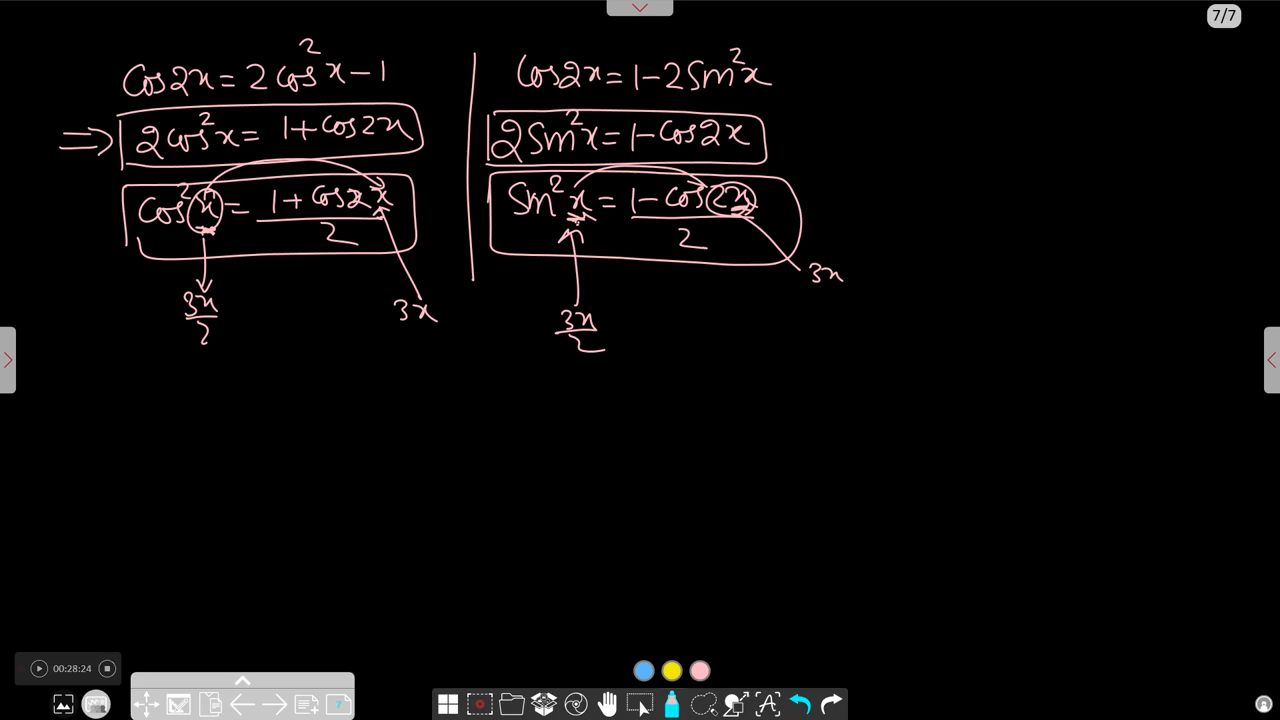 7/7
Cos2x = 2cos²x − 1
⇒ 2cos²x = 1 + cos2x
Cos²x = (1 + cos2x)/2
3x/2
3x
Cos2x = 1 − 2Sin²x
2Sin²x = 1 − Cos2x
Sin²x = (1 − cos2x)/2
3x/2
3x
00:28:24
7